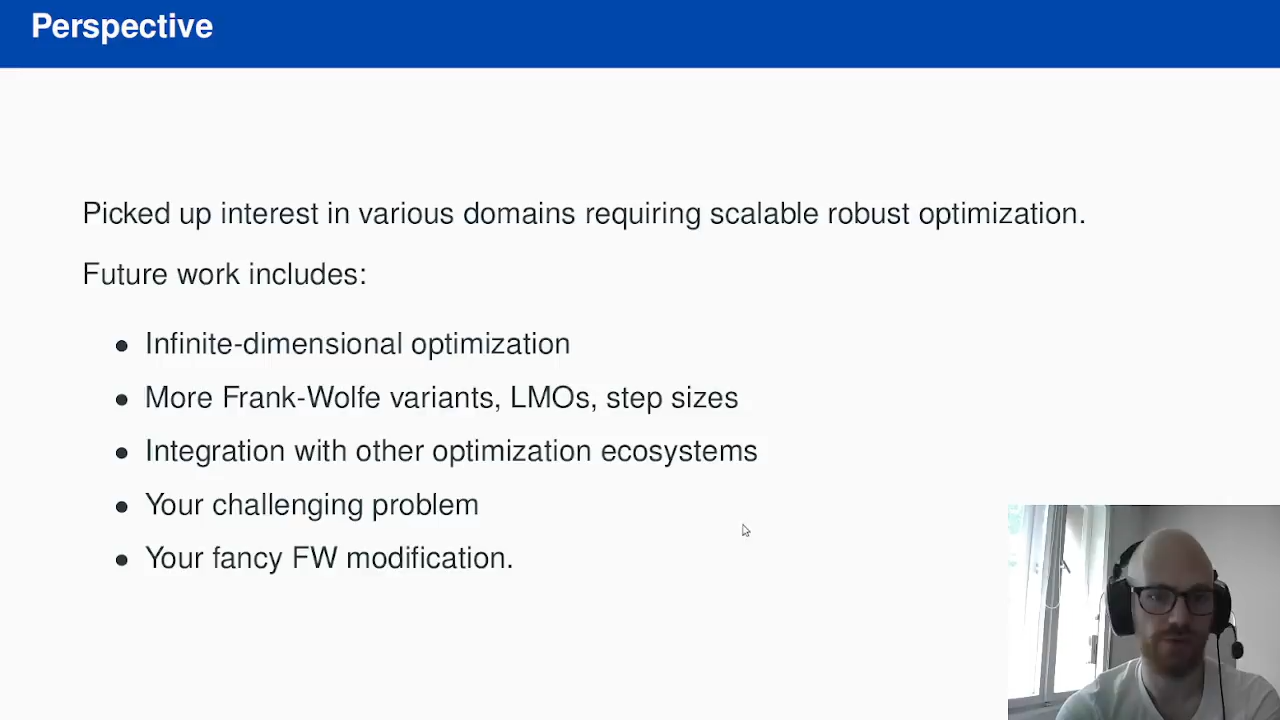 Perspective
Picked up interest in various domains requiring scalable robust optimization.
Future work includes:
• Infinite-dimensional optimization
• More Frank-Wolfe variants, LMOs, step sizes
• Integration with other optimization ecosystems
• Your challenging problem
• Your fancy FW modification.